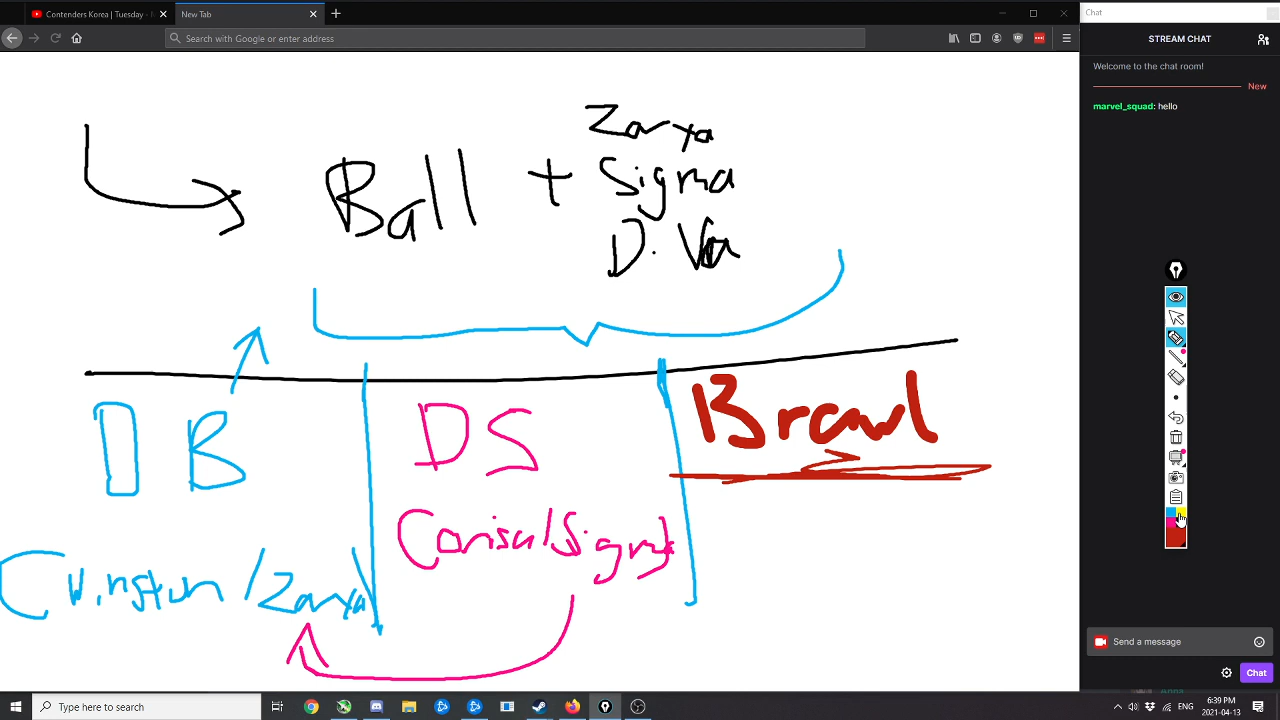 Contenders Korea | Tuesday -
New Tab
Chat
Search with Google or enter address
STREAM CHAT
Welcome to the chat room!
New
marvel_squad: hello
Zarya
Ball + Sigma
D.Va
DB
DS
Brawl
(Orisa/Sigma)
(Winston/Zarya)
Send a message
Chat
Type here to search
ENG
6:39 PM
2021-04-13